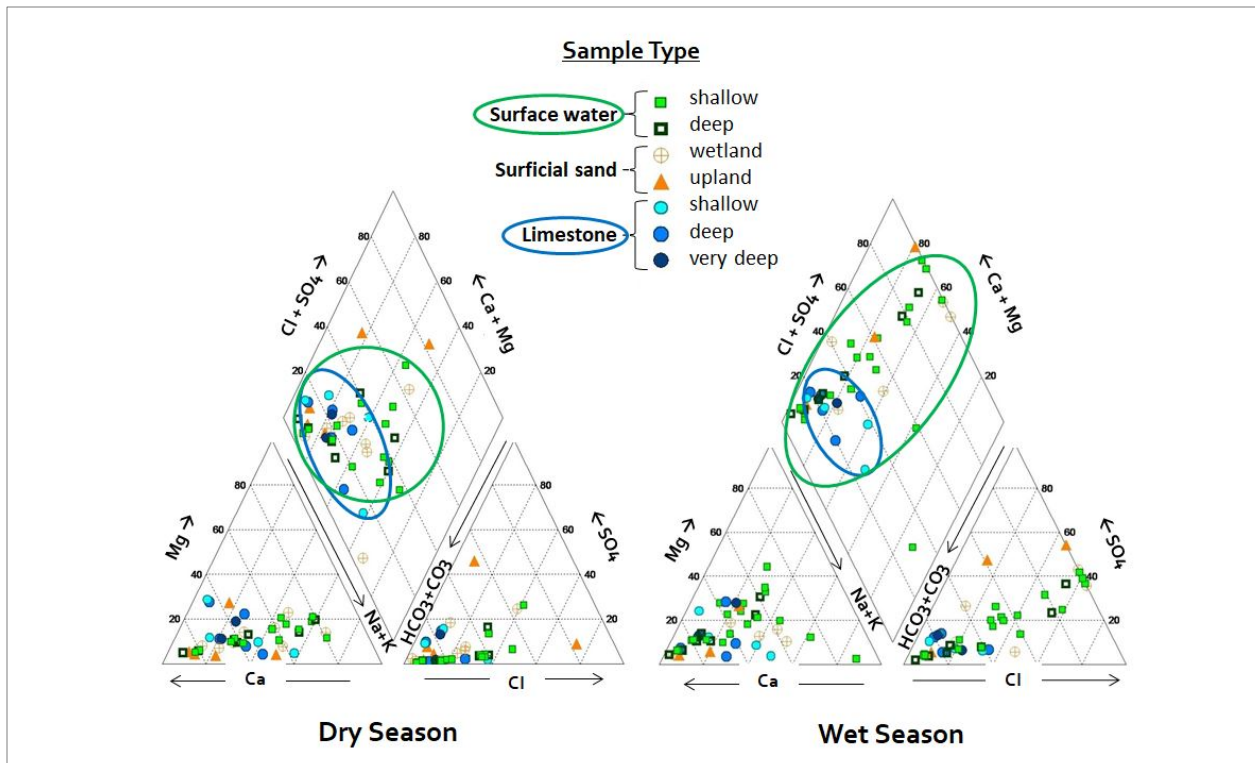 Sample Type
Surface water
shallow
deep
Surficial sand
wetland
upland
Limestone
shallow
deep
very deep
80 80
60 60
40 40
20 20
Cl + SO4 →
← Ca + Mg
80
60
40
20
Mg →
Na+K
Ca
80
60
40
20
HCO3+CO3
← SO4
Cl
Dry Season
80 80
60 60
40 40
20 20
Cl + SO4 →
← Ca + Mg
80
60
40
20
Mg →
Na+K
Ca
80
60
40
20
HCO3+CO3
← SO4
Cl
Wet Season